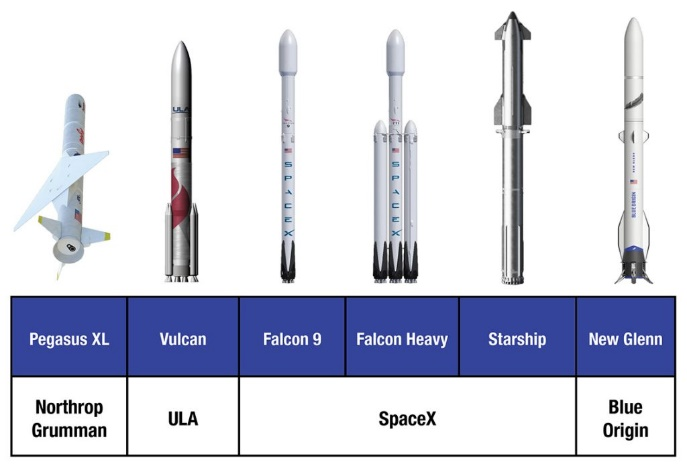 ULA
SPACEX
SPACEX
Pegasus XL
Vulcan
Falcon 9
Falcon Heavy
Starship
New Glenn
Northrop
Grumman
ULA
SpaceX
Blue
Origin